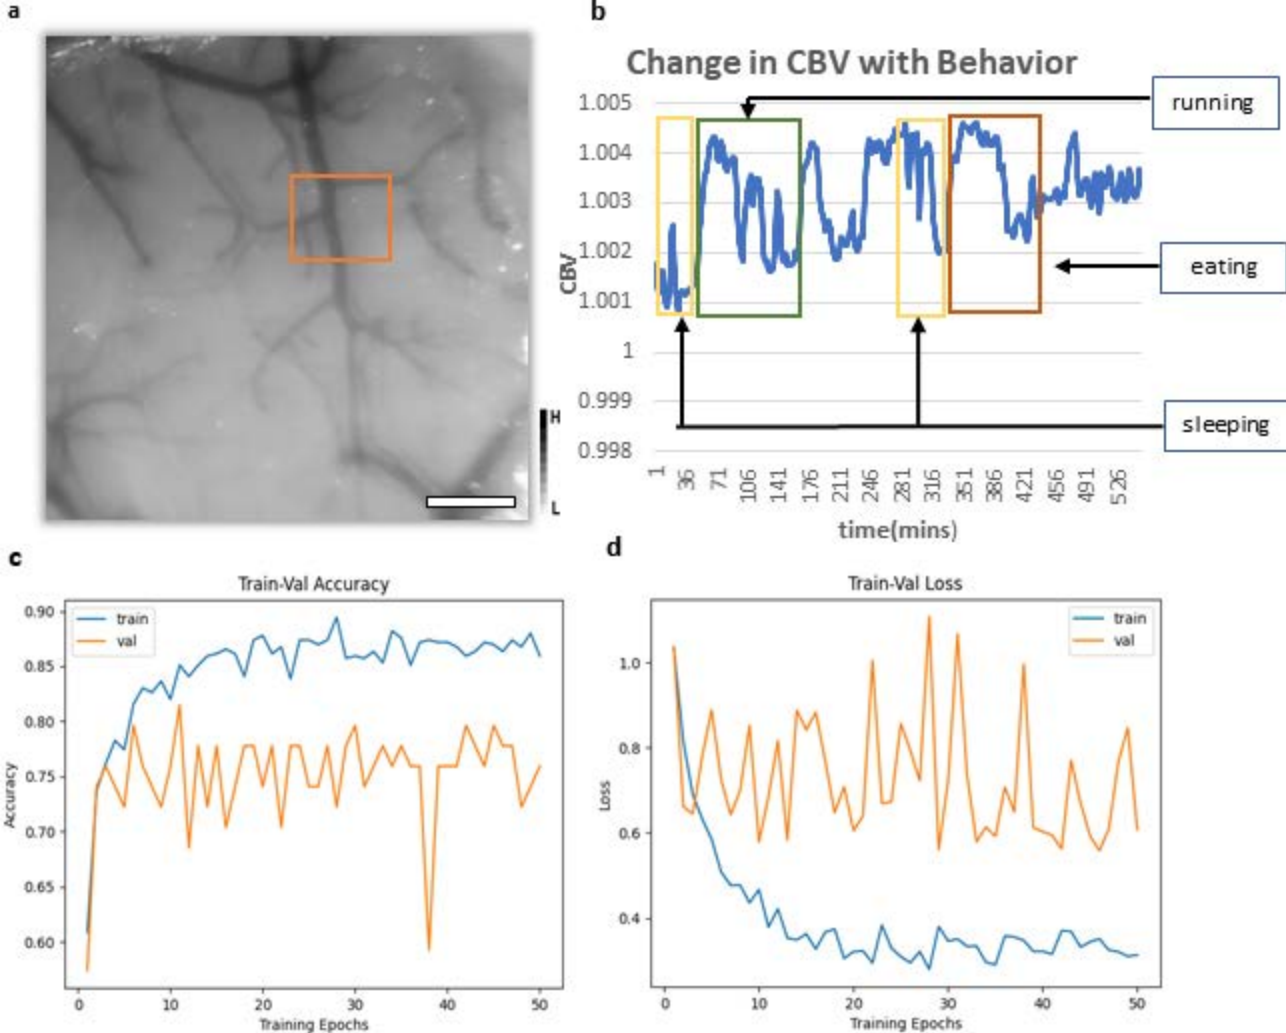 a
H
L
b
Change in CBV with Behavior
1.005
1.004
1.003
1.002
1.001
1
0.999
0.998
CBV
1 36 71 106 141 176 211 246 281 316 351 386 421 456 491 526
time(mins)
running
eating
sleeping
c
Train-Val Accuracy
train
val
0.90
0.85
0.80
0.75
0.70
0.65
0.60
Accuracy
0 10 20 30 40 50
Training Epochs
d
Train-Val Loss
train
val
1.0
0.8
0.6
0.4
Loss
0 10 20 30 40 50
Training Epochs